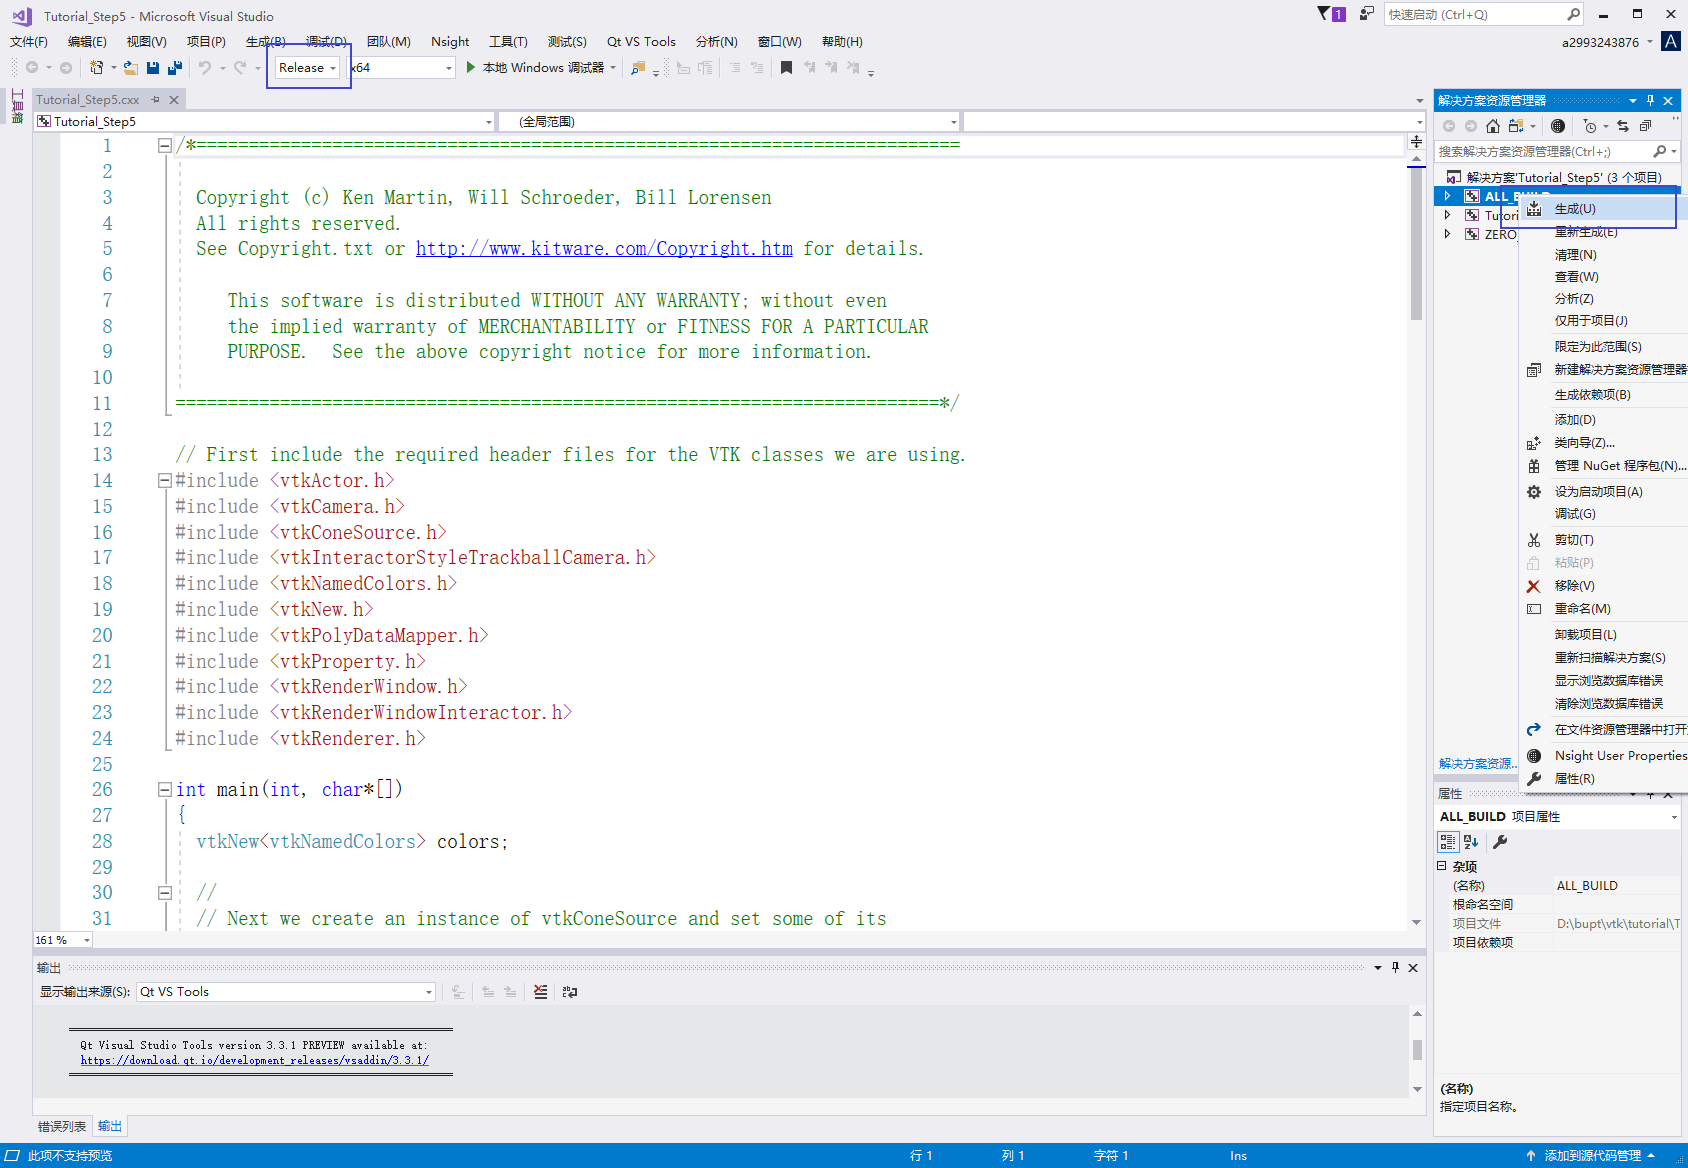 Tutorial_Step5 - Microsoft Visual Studio
1
快速启动 (Ctrl+Q)
文件(F) 编辑(E) 视图(V) 项目(P) 生成(B) 调试(D) 团队(M) Nsight 工具(T) 测试(S) Qt VS Tools 分析(N) 窗口(W) 帮助(H)
a2993243876 A
Release x64 本地 Windows 调试器
工具箱
Tutorial_Step5.cxx
Tutorial_Step5 (全局范围)
1 /*=========================================================================
2
3 Copyright (c) Ken Martin, Will Schroeder, Bill Lorensen
4 All rights reserved.
5 See Copyright.txt or http://www.kitware.com/Copyright.htm for details.
6
7 This software is distributed WITHOUT ANY WARRANTY; without even
8 the implied warranty of MERCHANTABILITY or FITNESS FOR A PARTICULAR
9 PURPOSE.  See the above copyright notice for more information.
10
11 =========================================================================*/
12
13 // First include the required header files for the VTK classes we are using.
14 #include <vtkActor.h>
15 #include <vtkCamera.h>
16 #include <vtkConeSource.h>
17 #include <vtkInteractorStyleTrackballCamera.h>
18 #include <vtkNamedColors.h>
19 #include <vtkNew.h>
20 #include <vtkPolyDataMapper.h>
21 #include <vtkProperty.h>
22 #include <vtkRenderWindow.h>
23 #include <vtkRenderWindowInteractor.h>
24 #include <vtkRenderer.h>
25
26 int main(int, char*[])
27 {
28 vtkNew<vtkNamedColors> colors;
29
30 //
31 // Next we create an instance of vtkConeSource and set some of its
161 %
输出
显示输出来源(S): Qt VS Tools
Qt Visual Studio Tools version 3.3.1 PREVIEW available at:
https://download.qt.io/development_releases/vsaddin/3.3.1/
错误列表 输出
解决方案资源管理器
搜索解决方案资源管理器(Ctrl+;)
解决方案'Tutorial_Step5' (3 个项目)
ALL_BUILD
Tutori
ZERO_
生成(U)
重新生成(E)
清理(N)
查看(W)
分析(Z)
仅用于项目(J)
限定为此范围(S)
新建解决方案资源管理器
生成依赖项(B)
添加(D)
类向导(Z)...
管理 NuGet 程序包(N)...
设为启动项目(A)
调试(G)
剪切(T)
粘贴(P)
移除(V)
重命名(M)
卸载项目(L)
重新扫描解决方案(S)
显示浏览数据库错误
清除浏览数据库错误
在文件资源管理器中打开
Nsight User Properties
属性(R)
解决方案资源...
属性
ALL_BUILD 项目属性
杂项
(名称) ALL_BUILD
根命名空间
项目文件 D:\bupt\vtk\tutorial\T
项目依赖项
(名称)
指定项目名称。
此项不支持预览 行 1 列 1 字符 1 Ins 添加到源代码管理